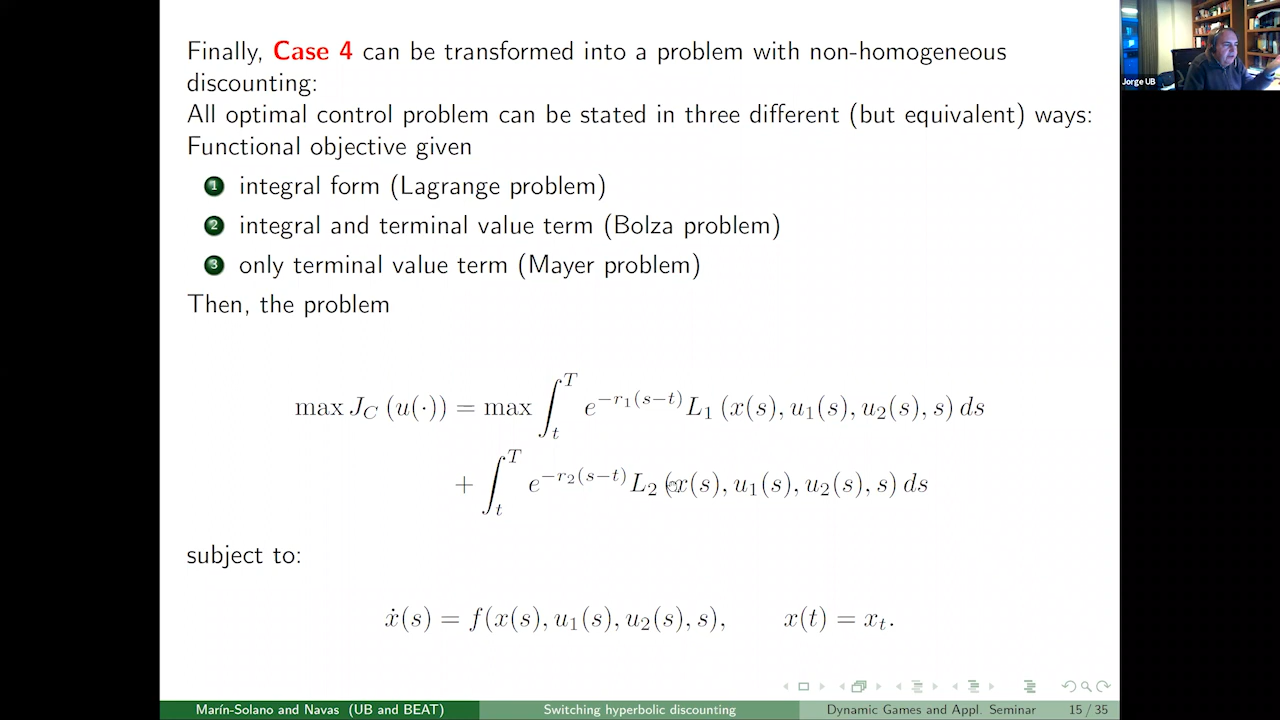 Finally, Case 4 can be transformed into a problem with non-homogeneous
discounting:
All optimal control problem can be stated in three different (but equivalent) ways:
Functional objective given
1 integral form (Lagrange problem)
2 integral and terminal value term (Bolza problem)
3 only terminal value term (Mayer problem)
Then, the problem
max J_C (u(·)) = max ∫_t^T e^{-r_1(s-t)} L_1 (x(s), u_1(s), u_2(s), s) ds
+ ∫_t^T e^{-r_2(s-t)} L_2 (x(s), u_1(s), u_2(s), s) ds
subject to:
ẋ(s) = f(x(s), u_1(s), u_2(s), s), x(t) = x_t.
Marín-Solano and Navas (UB and BEAT) Switching hyperbolic discounting Dynamic Games and Appl. Seminar 15 / 35
Jorge UB